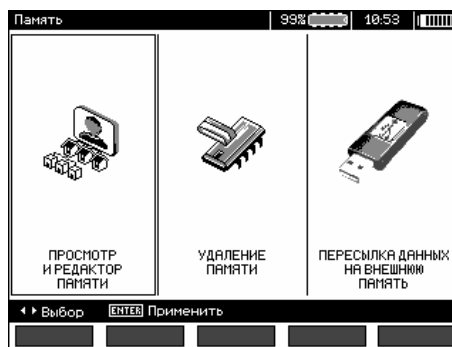 Память 99% 10:53
ПРОСМОТР
И РЕДАКТОР
ПАМЯТИ
УДАЛЕНИЕ
ПАМЯТИ
ПЕРЕСЫЛКА ДАННЫХ
НА ВНЕШНЮЮ
ПАМЯТЬ
Выбор ENTER Применить